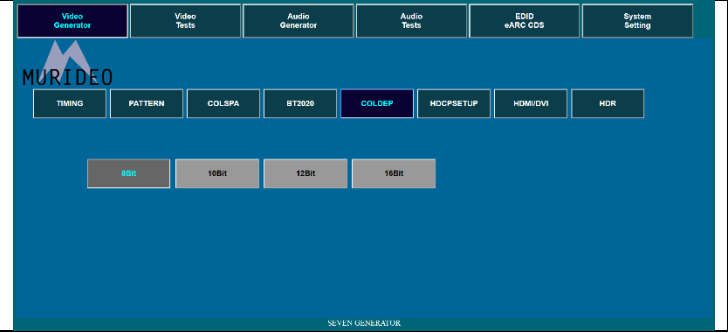 Video
Generator
Video
Tests
Audio
Generator
Audio
Tests
EDID
eARC CDS
System
Setting
MURIDEO
TIMING
PATTERN
COLSPA
BT2020
COLDEP
HDCPSETUP
HDMI/DVI
HDR
8Bit
10Bit
12Bit
16Bit
SEVEN GENERATOR